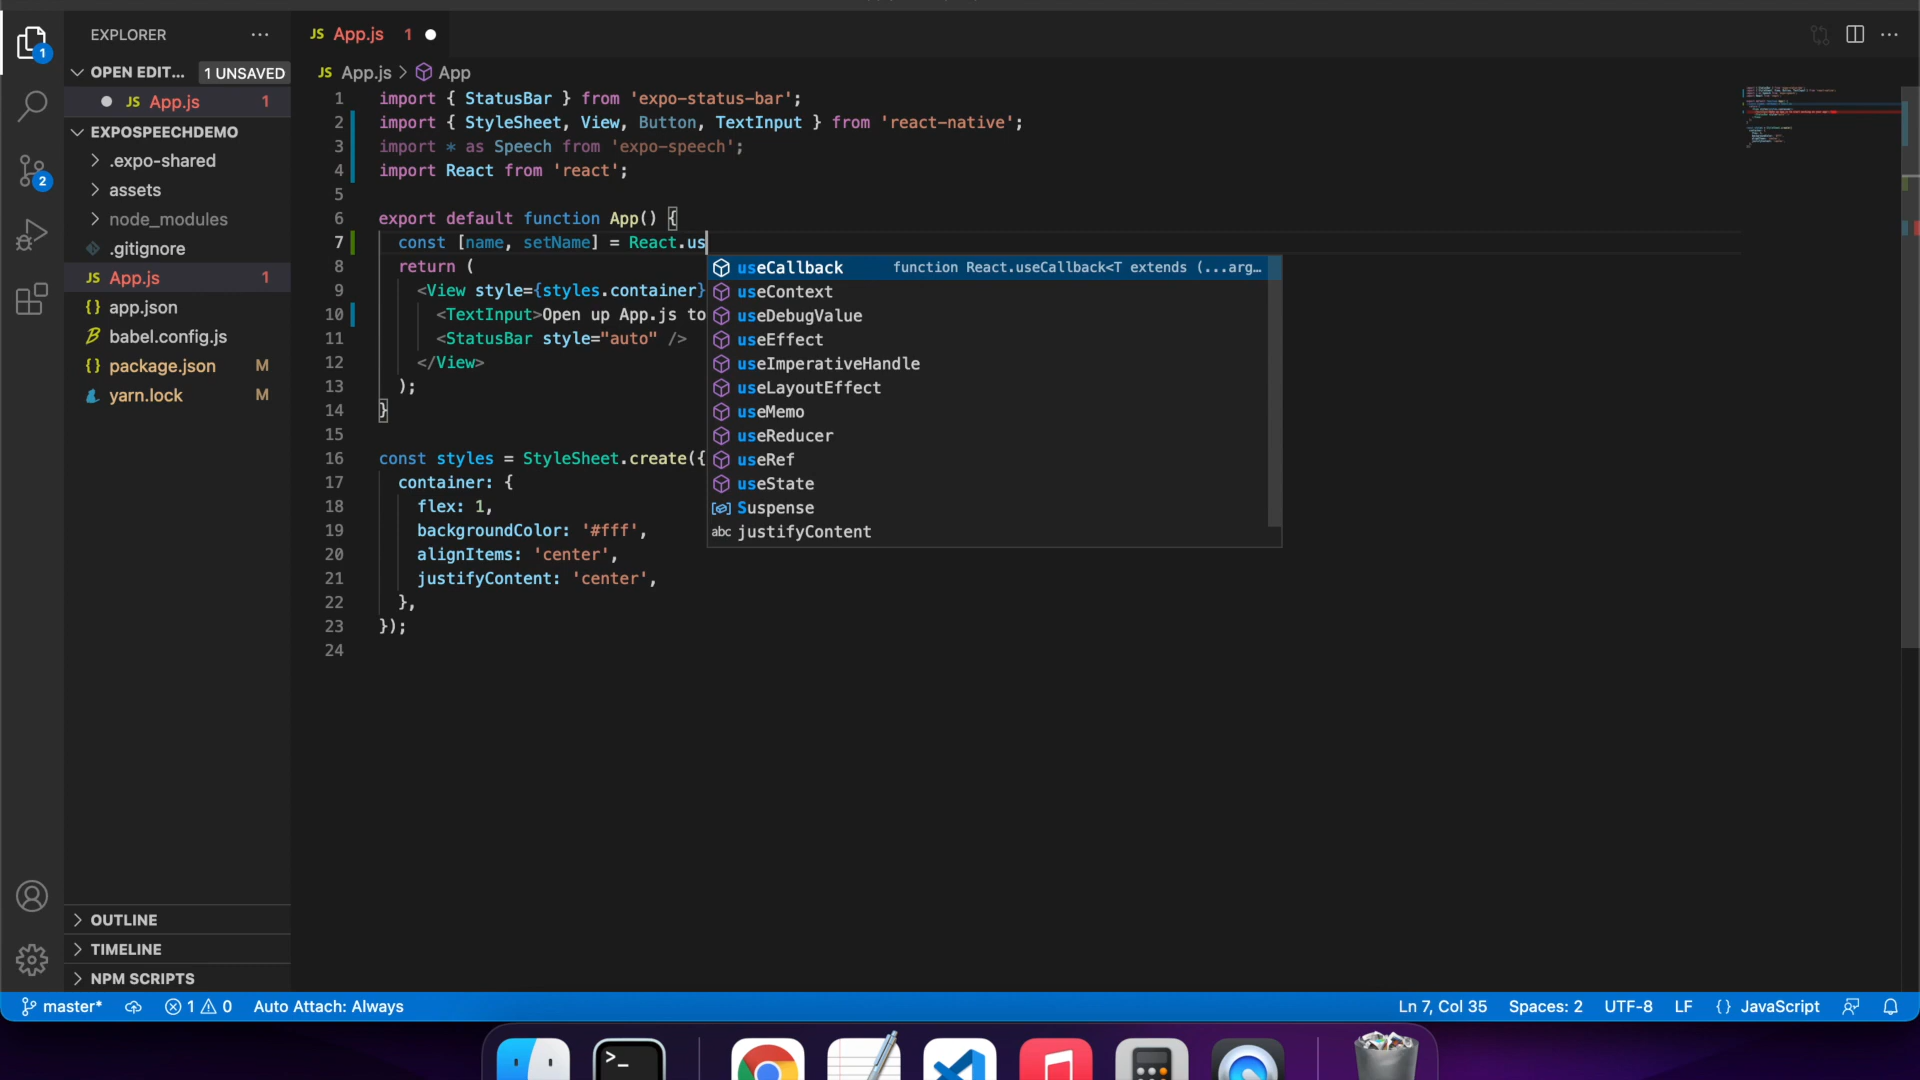 EXPLORER
OPEN EDIT... 1 UNSAVED
JS App.js 1
EXPOSPEECHDEMO
.expo-shared
assets
node_modules
.gitignore
JS App.js 1
{} app.json
babel.config.js
{} package.json M
yarn.lock M
OUTLINE
TIMELINE
NPM SCRIPTS
1
2
JS App.js 1
JS App.js > App
1 import { StatusBar } from 'expo-status-bar';
2 import { StyleSheet, View, Button, TextInput } from 'react-native';
3 import * as Speech from 'expo-speech';
4 import React from 'react';
5
6 export default function App() {
7 const [name, setName] = React.us
8 return (
9 <View style={styles.container}
10 <TextInput>Open up App.js to
11 <StatusBar style="auto" />
12 </View>
13 );
14 }
15
16 const styles = StyleSheet.create({
17 container: {
18 flex: 1,
19 backgroundColor: '#fff',
20 alignItems: 'center',
21 justifyContent: 'center',
22 },
23 });
24
useCallback function React.useCallback<T extends (...arg…
useContext
useDebugValue
useEffect
useImperativeHandle
useLayoutEffect
useMemo
useReducer
useRef
useState
Suspense
abc justifyContent
master* 1 0 Auto Attach: Always Ln 7, Col 35 Spaces: 2 UTF-8 LF {} JavaScript
>_